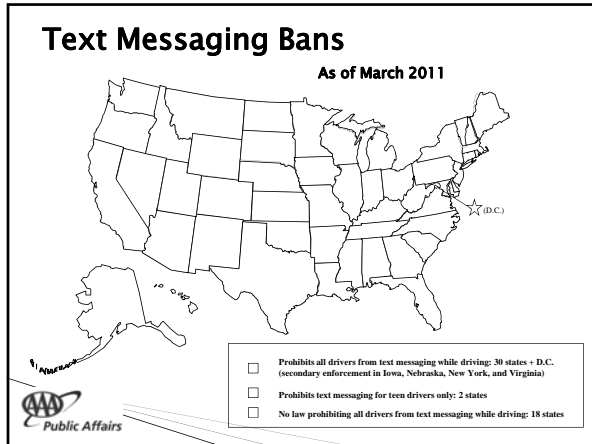 Text Messaging Bans
As of March 2011
(D.C.)
Prohibits all drivers from text messaging while driving: 30 states + D.C.
(secondary enforcement in Iowa, Nebraska, New York, and Virginia)
Prohibits text messaging for teen drivers only: 2 states
No law prohibiting all drivers from text messaging while driving: 18 states
AAA
Public Affairs